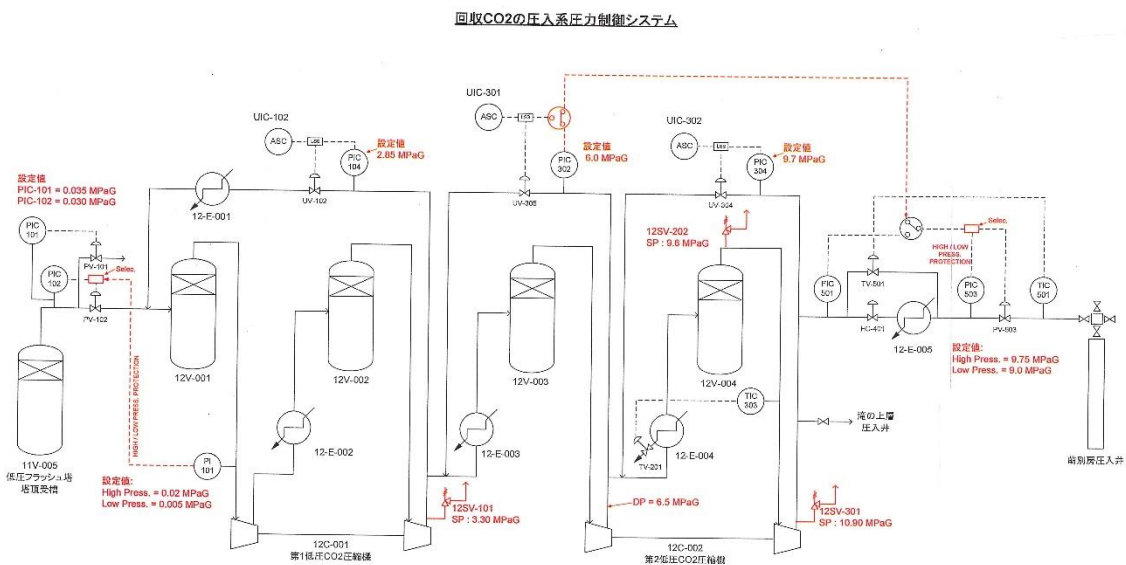 回収CO2の圧入系圧力制御システム
UIC-102
ASC
LSS
PIC
104
設定値
2.85 MPaG
UIC-301
ASC
LSS
PIC
302
設定値
6.0 MPaG
UIC-302
ASC
LSS
PIC
304
設定値
9.7 MPaG
設定値
PIC-101 = 0.035 MPaG
PIC-102 = 0.030 MPaG
12-E-001
UV-102
UV-305
UV-304
PIC
101
PV-101
PIC
102
Selec.
PV-102
12SV-202
SP : 9.6 MPaG
Selec.
HIGH / LOW
PRESS.
PROTECTION
FIC
501
TV-501
PIC
503
TIC
501
HC-401
12-E-005
PV-503
設定値:
High Press. = 9.75 MPaG
Low Press. = 9.0 MPaG
12V-001
12V-002
12V-003
12V-004
HIGH / LOW PRESS. PROTECTION
TIC
303
12-E-002
12-E-003
12-E-004
TV-201
滝の上層
圧入井
萌別層圧入井
11V-005
低圧フラッシュ塔
塔頂受槽
PI
101
設定値:
High Press. = 0.02 MPaG
Low Press. = 0.005 MPaG
12SV-101
SP : 3.30 MPaG
DP = 6.5 MPaG
12SV-301
SP : 10.90 MPaG
12C-001
第1低圧CO2圧縮機
12C-002
第2低圧CO2圧縮機